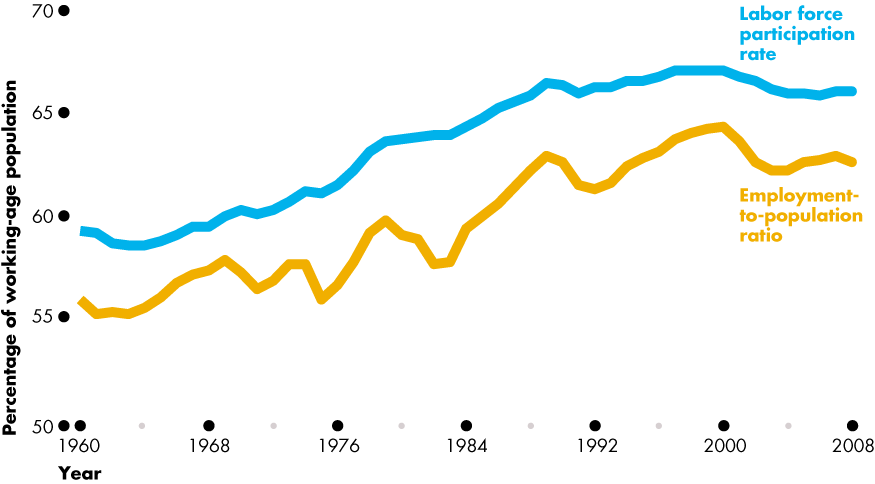 70
Labor force
participation
rate
65
Percentage of working-age population
60
Employment-
to-population
ratio
55
50
1960 1968 1976 1984 1992 2000 2008
Year